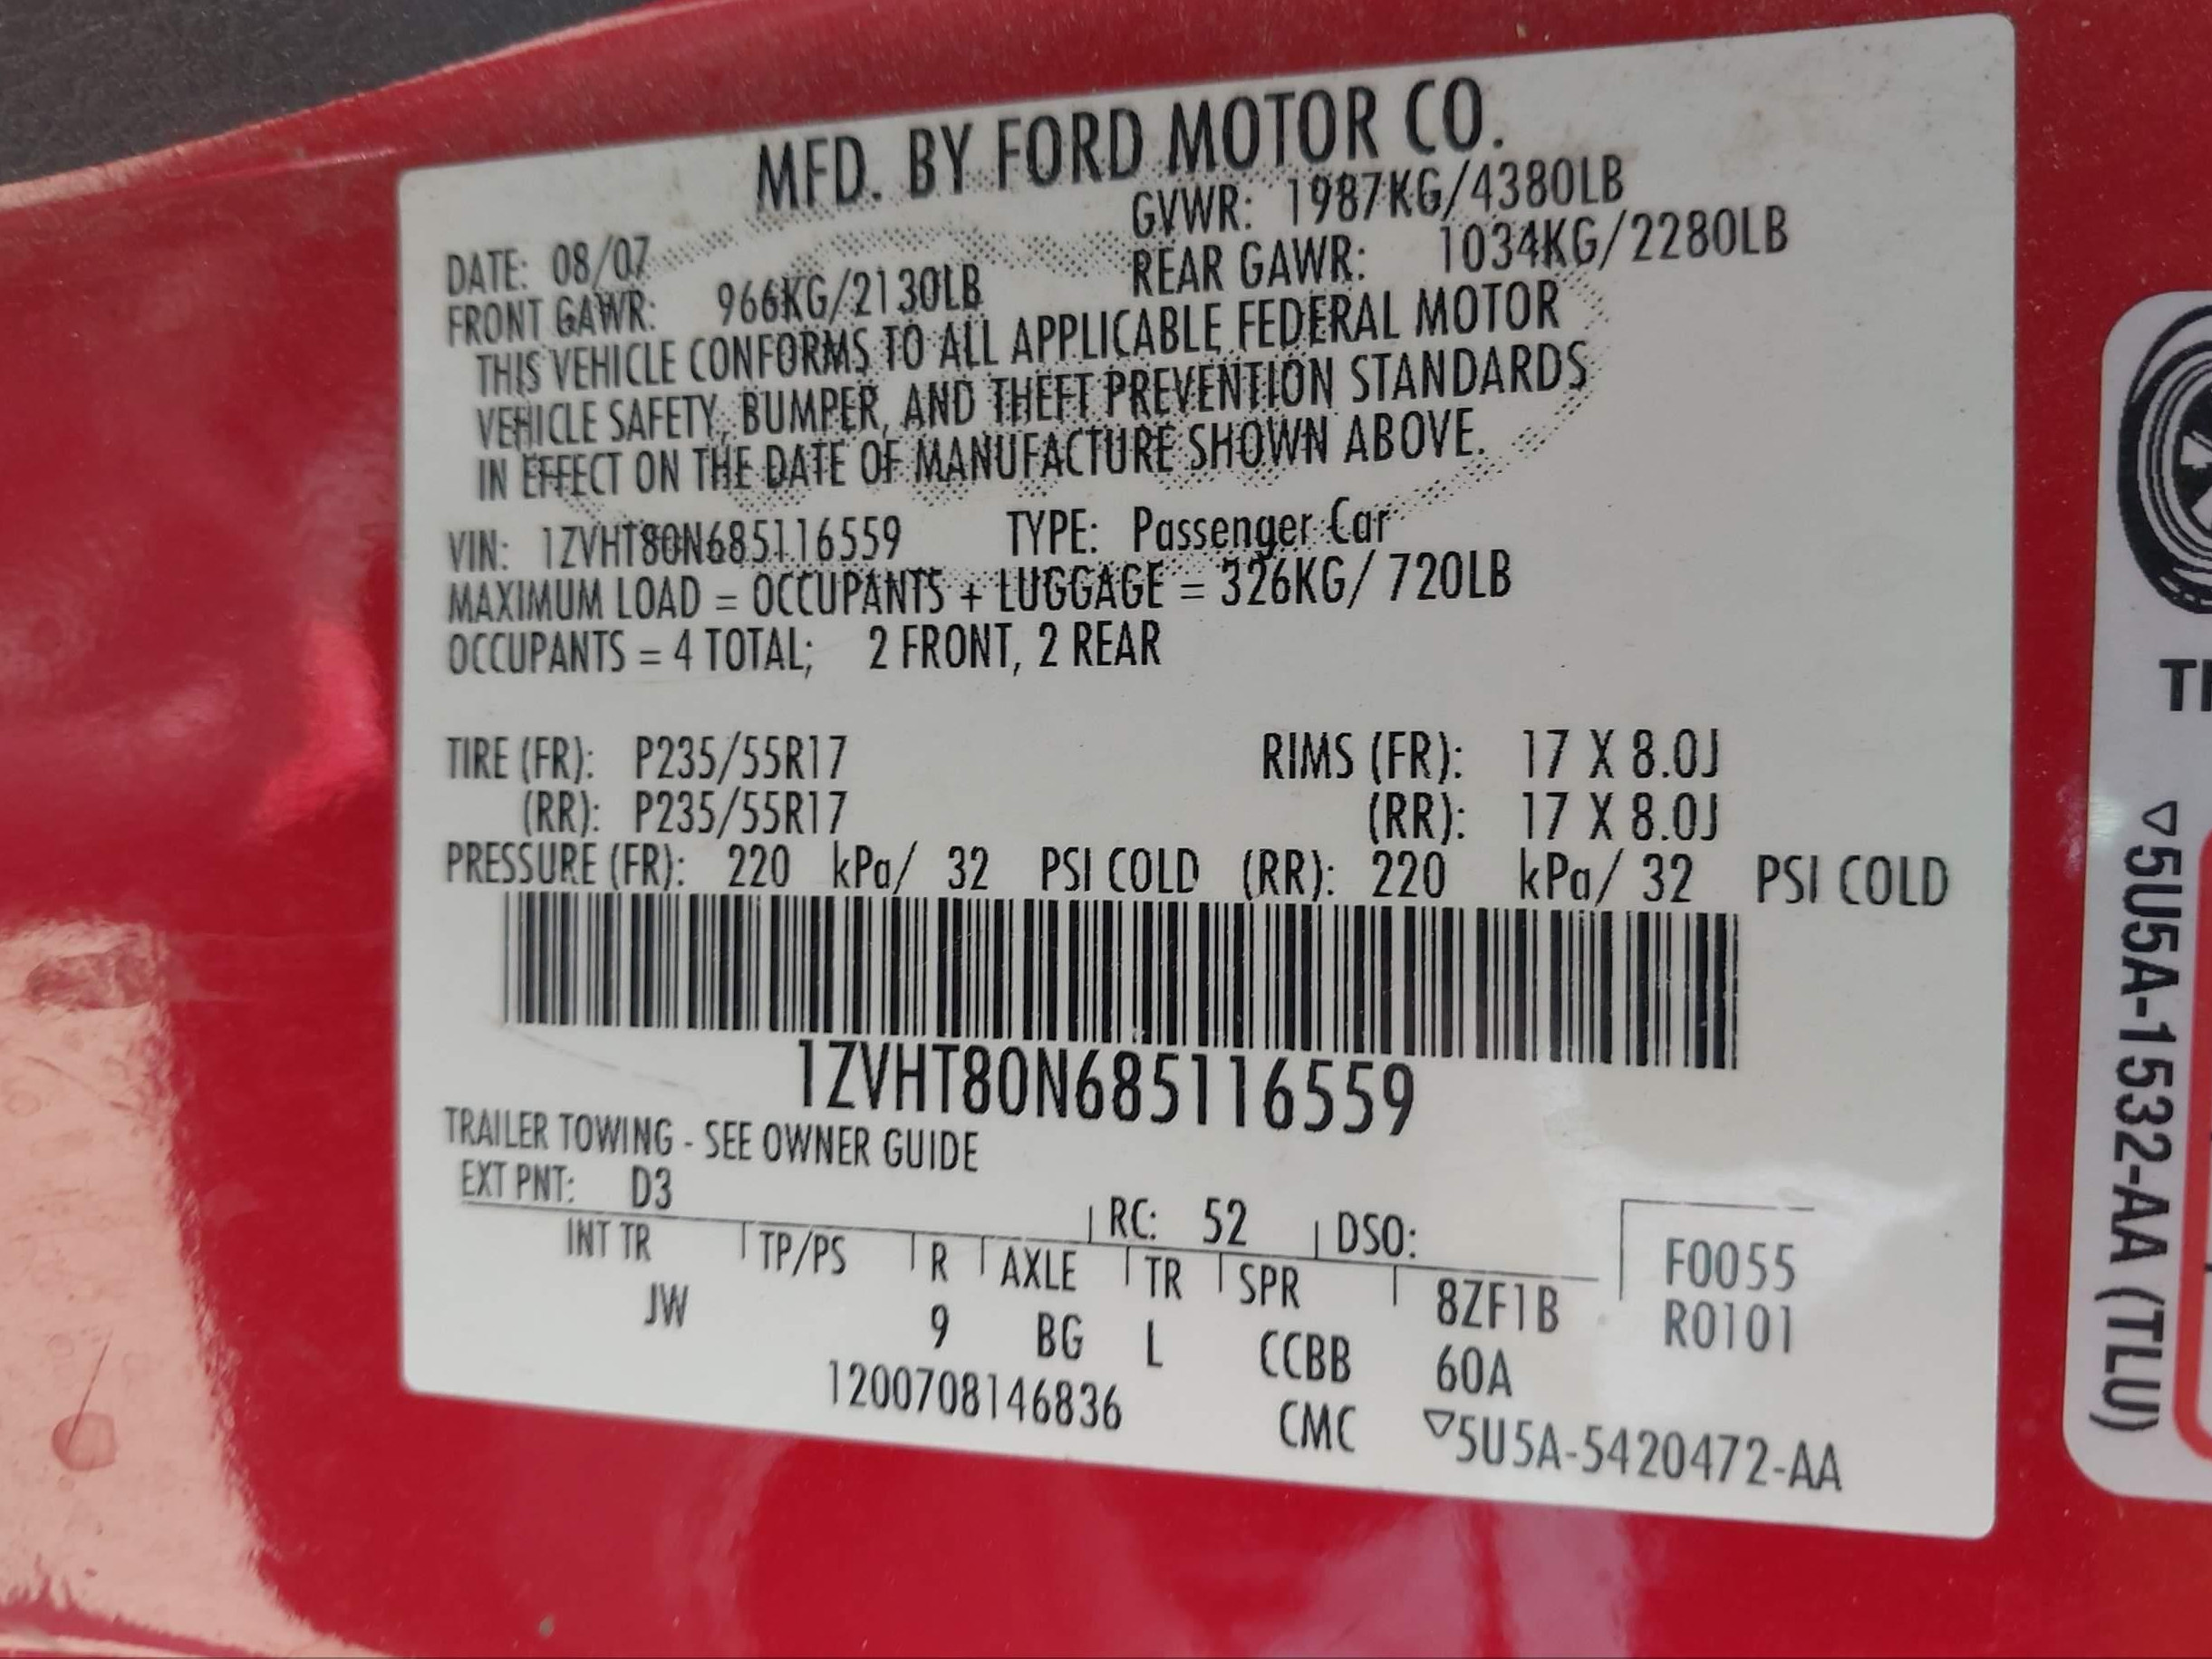 MFD. BY FORD MOTOR CO.
DATE: 08/07 GVWR: 1987KG/4380LB
FRONT GAWR: 966KG/2130LB REAR GAWR: 1034KG/2280LB
THIS VEHICLE CONFORMS TO ALL APPLICABLE FEDERAL MOTOR
VEHICLE SAFETY, BUMPER, AND THEFT PREVENTION STANDARDS
IN EFFECT ON THE DATE OF MANUFACTURE SHOWN ABOVE.
VIN: 1ZVHT80N685116559 TYPE: Passenger Car
MAXIMUM LOAD = OCCUPANTS + LUGGAGE = 326KG/ 720LB
OCCUPANTS = 4 TOTAL; 2 FRONT, 2 REAR
TIRE (FR): P235/55R17 RIMS (FR): 17 X 8.0J
(RR): P235/55R17 (RR): 17 X 8.0J
PRESSURE (FR): 220 kPa/ 32 PSI COLD (RR): 220 kPa/ 32 PSI COLD
1ZVHT80N685116559
TRAILER TOWING - SEE OWNER GUIDE
EXT PNT: D3 RC: 52 DSO:
INT TR TP/PS R AXLE TR SPR 8ZF1B F0055
JW 9 BG L CCBB 60A R0101
1200708146836 CMC ▽5U5A-5420472-AA
▽5U5A-1532-AA (TLU)